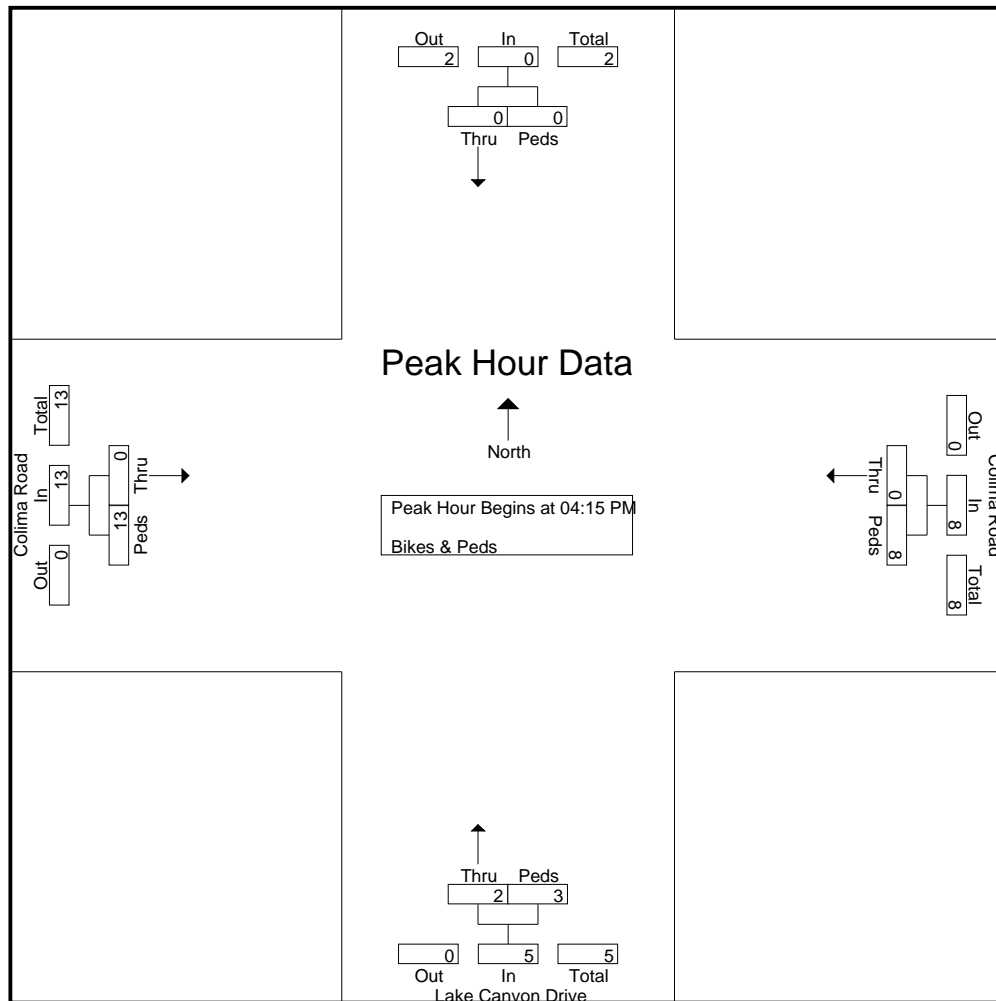 Out In Total
2 0 2
0 0
Thru Peds
Peak Hour Data
North
Peak Hour Begins at 04:15 PM
Bikes & Peds
Colima Road
Total In Out
13 13 0
0 13
Thru Peds
Colima Road
Out In Total
0 8 8
0 8
Thru Peds
Thru Peds
2 3
0 5 5
Out In Total
Lake Canyon Drive